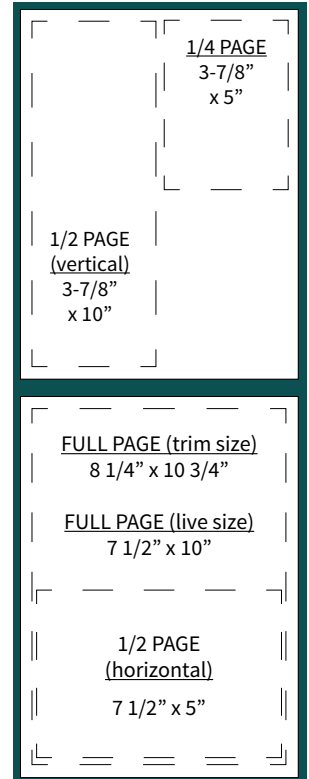 1/4 PAGE
3-7/8”
x 5”
1/2 PAGE
(vertical)
3-7/8”
x 10”
FULL PAGE (trim size)
8 1/4” x 10 3/4”
FULL PAGE (live size)
7 1/2” x 10”
1/2 PAGE
(horizontal)
7 1/2” x 5”